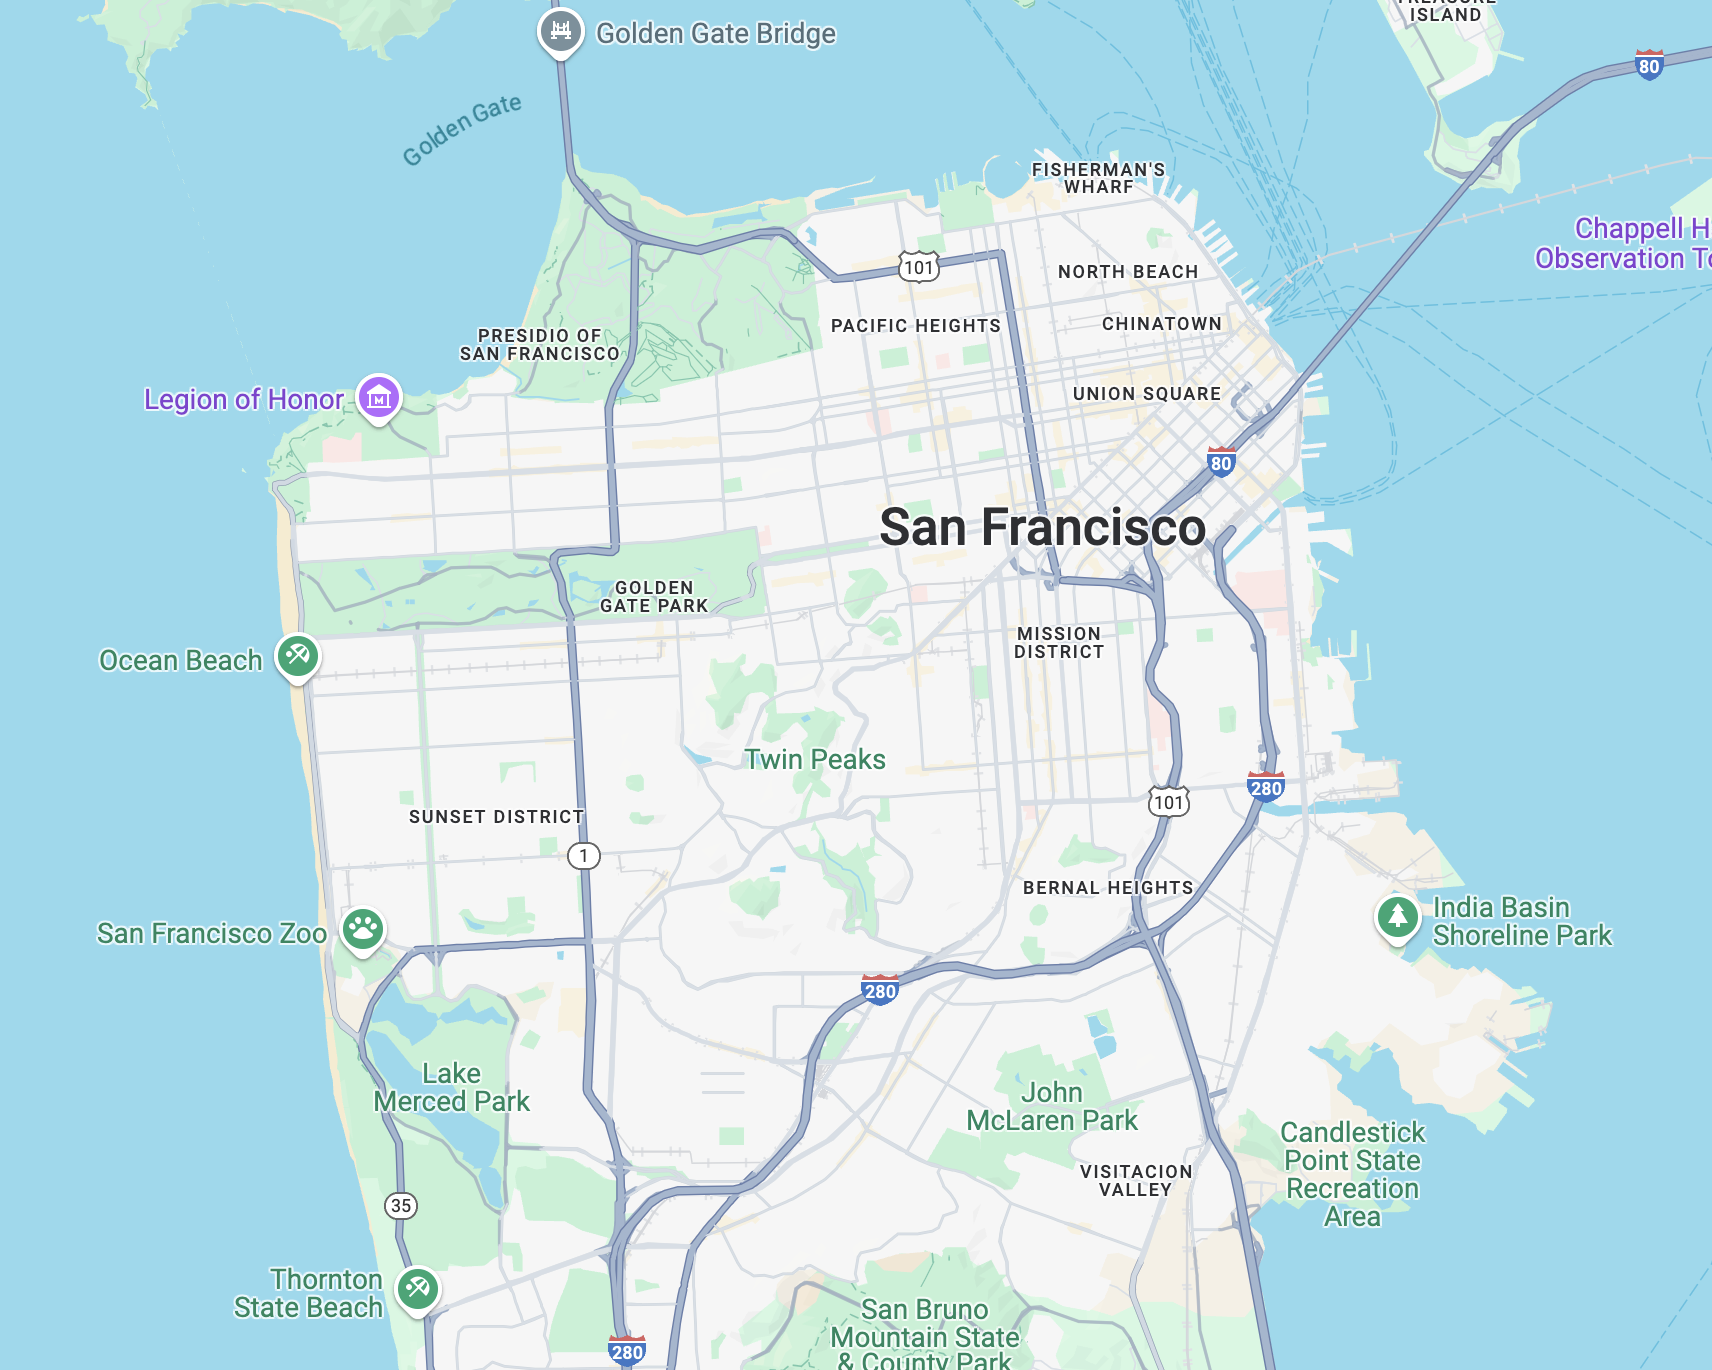 TREASURE
ISLAND
Golden Gate Bridge
80
Golden Gate
FISHERMAN'S
WHARF
Chappell H
Observation To
101
NORTH BEACH
PRESIDIO OF
SAN FRANCISCO
PACIFIC HEIGHTS
CHINATOWN
Legion of Honor
UNION SQUARE
80
San Francisco
GOLDEN
GATE PARK
Ocean Beach
MISSION
DISTRICT
Twin Peaks
280
101
SUNSET DISTRICT
1
BERNAL HEIGHTS
San Francisco Zoo
India Basin
Shoreline Park
280
Lake
Merced Park
John
McLaren Park
Candlestick
Point State
Recreation
Area
VISITACION
VALLEY
35
Thornton
State Beach
San Bruno
Mountain State
& County Park
280